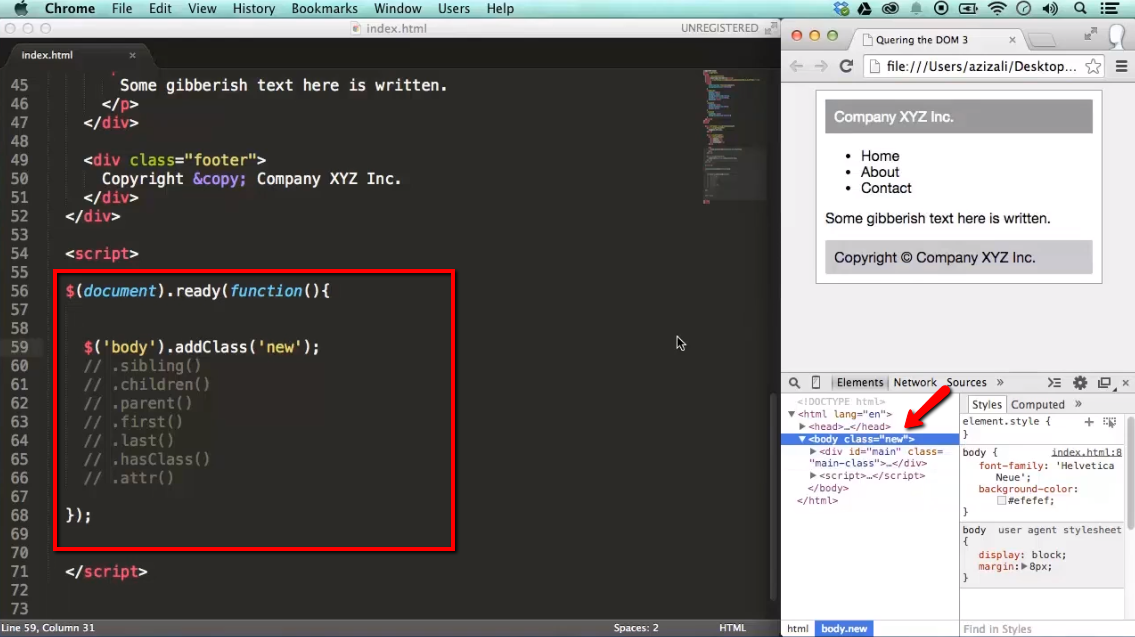 Chrome File Edit View History Bookmarks Window Users Help
index.html UNREGISTERED
index.html ×
45 Some gibberish text here is written.
46 </p>
47 </div>
48
49 <div class="footer">
50 Copyright &copy; Company XYZ Inc.
51 </div>
52 </div>
53
54 <script>
55
56 $(document).ready(function(){
57
58
59 $('body').addClass('new');
60 // .sibling()
61 // .children()
62 // .parent()
63 // .first()
64 // .last()
65 // .hasClass()
66 // .attr()
67
68 });
69
70
71 </script>
72
73
Line 59, Column 31 Spaces: 2 HTML
Quering the DOM 3 ×
file:///Users/azizali/Desktop...
Company XYZ Inc.
• Home
• About
• Contact
Some gibberish text here is written.
Copyright © Company XYZ Inc.
Elements Network Sources » ×
<!DOCTYPE html>
▼<html lang="en">
▶<head>…</head>
▼<body class="new">
▶<div id="main" class=
"main-class">…</div>
▶<script>…</script>
</body>
</html>
html body.new
Styles Computed »
element.style {
}
body { index.html:8
font-family: 'Helvetica
Neue';
background-color:
#efefef;
}
body user agent stylesheet
{
display: block;
margin:▶8px;
}
Find in Styles